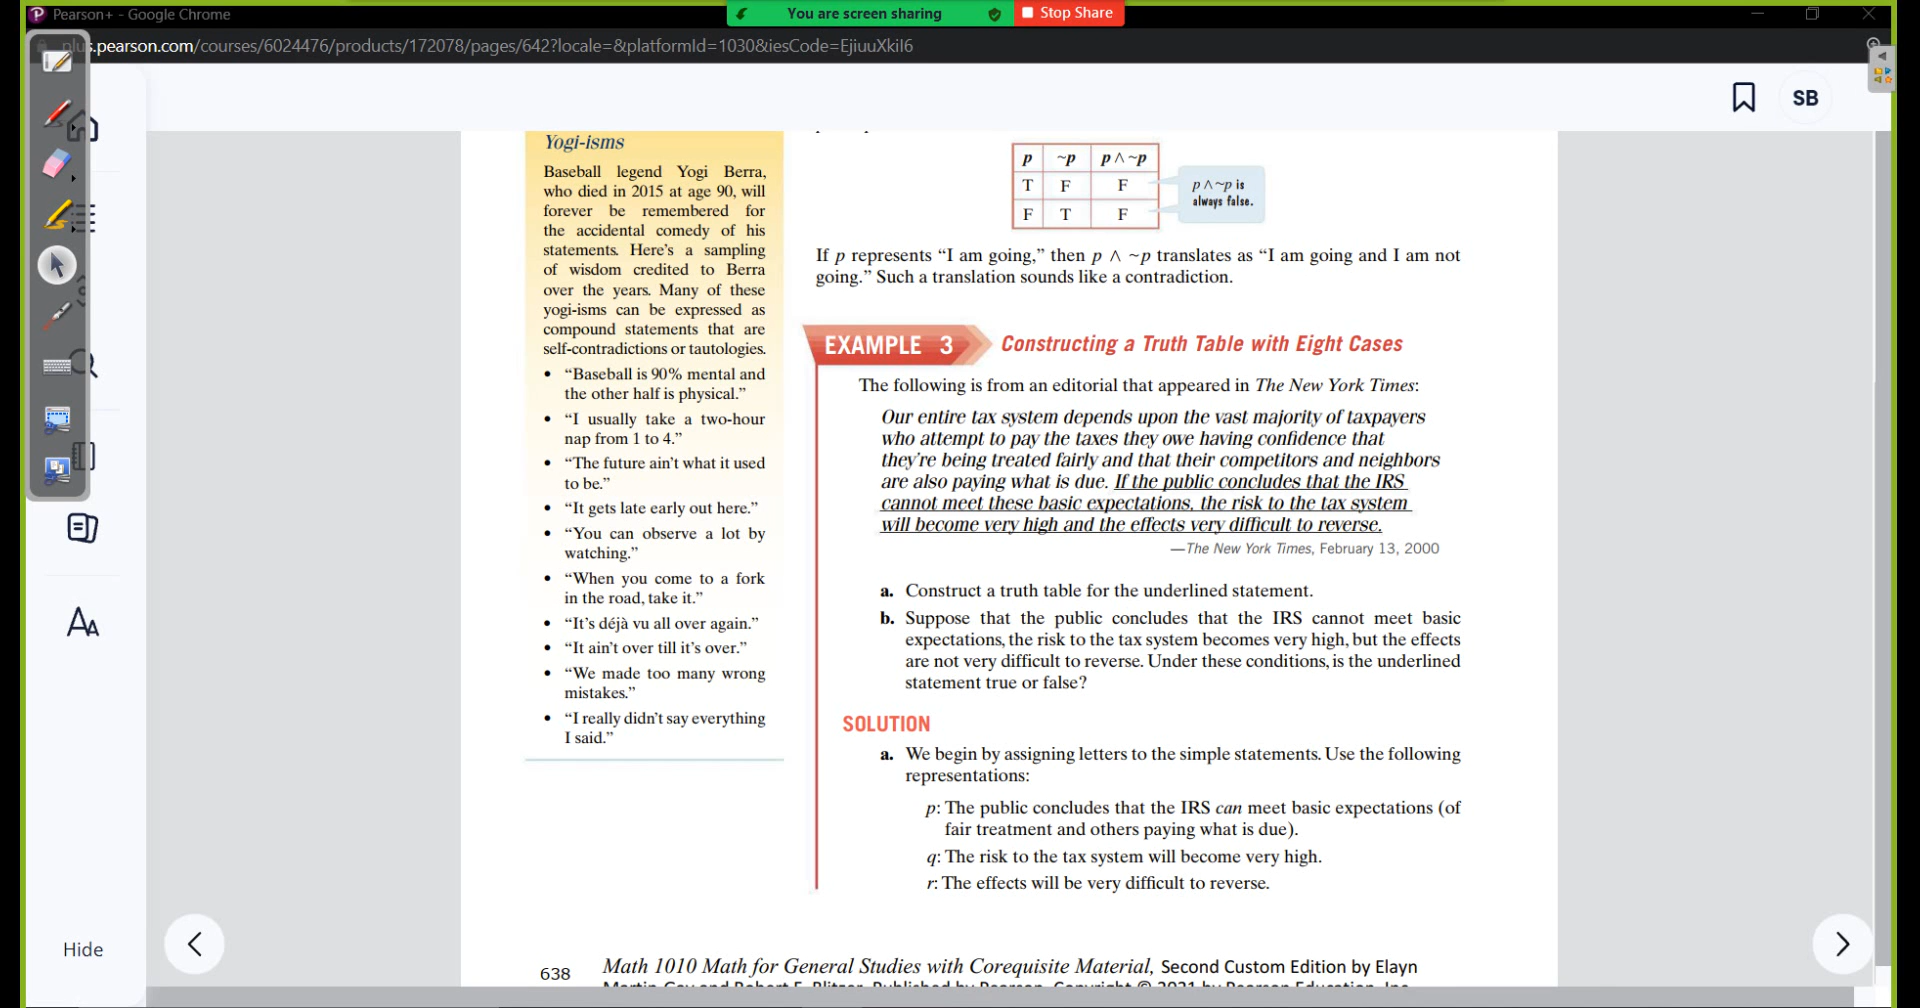 Pearson+ - Google Chrome
You are screen sharing
Stop Share
plus.pearson.com/courses/6024476/products/172078/pages/642?locale=&platformId=1030&iesCode=EjiuuXkiI6
SB
Hide
Yogi-isms
Baseball legend Yogi Berra,
who died in 2015 at age 90, will
forever be remembered for
the accidental comedy of his
statements. Here's a sampling
of wisdom credited to Berra
over the years. Many of these
yogi-isms can be expressed as
compound statements that are
self-contradictions or tautologies.
• “Baseball is 90% mental and
the other half is physical.”
• “I usually take a two-hour
nap from 1 to 4.”
• “The future ain't what it used
to be.”
• “It gets late early out here.”
• “You can observe a lot by
watching.”
• “When you come to a fork
in the road, take it.”
• “It's déjà vu all over again.”
• “It ain't over till it's over.”
• “We made too many wrong
mistakes.”
• “I really didn't say everything
I said.”
p ~p p ∧ ~p
T F F
F T F
p ∧ ~p is
always false.
If p represents “I am going,” then p ∧ ~p translates as “I am going and I am not
going.” Such a translation sounds like a contradiction.
EXAMPLE 3 Constructing a Truth Table with Eight Cases
The following is from an editorial that appeared in The New York Times:
Our entire tax system depends upon the vast majority of taxpayers
who attempt to pay the taxes they owe having confidence that
they're being treated fairly and that their competitors and neighbors
are also paying what is due. If the public concludes that the IRS
cannot meet these basic expectations, the risk to the tax system
will become very high and the effects very difficult to reverse.
—The New York Times, February 13, 2000
a. Construct a truth table for the underlined statement.
b. Suppose that the public concludes that the IRS cannot meet basic
expectations, the risk to the tax system becomes very high, but the effects
are not very difficult to reverse. Under these conditions, is the underlined
statement true or false?
SOLUTION
a. We begin by assigning letters to the simple statements. Use the following
representations:
p: The public concludes that the IRS can meet basic expectations (of
fair treatment and others paying what is due).
q: The risk to the tax system will become very high.
r: The effects will be very difficult to reverse.
638 Math 1010 Math for General Studies with Corequisite Material, Second Custom Edition by Elayn
Martin-Gay and Robert F. Blitzer. Published by Pearson. Copyright © 2021 by Pearson Education, Inc.